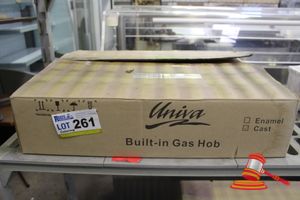 LOT 261
Univa
Enamel
Cast
Built-in Gas Hob